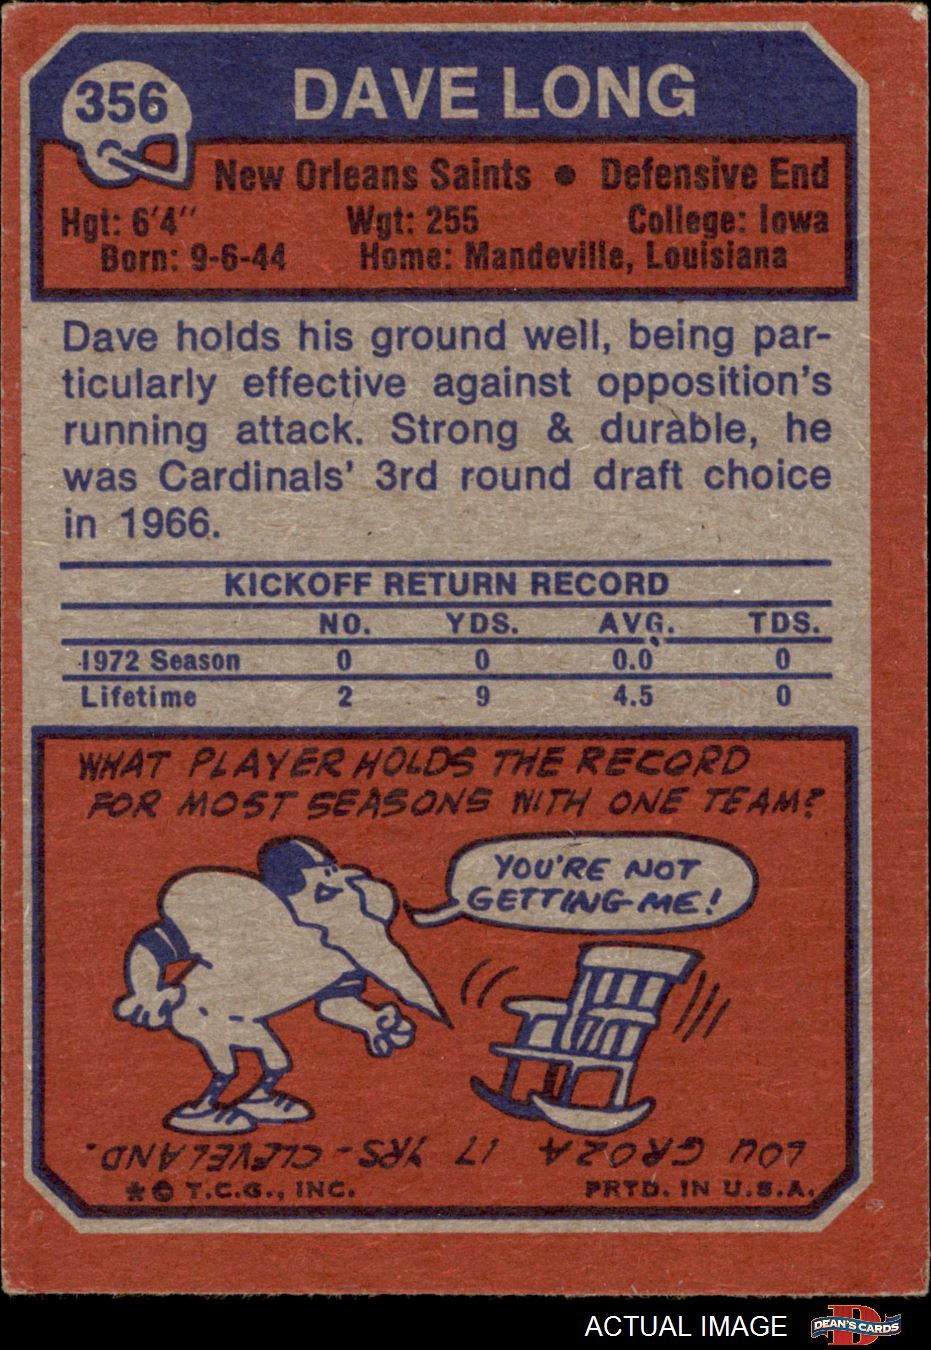 356
DAVE LONG
New Orleans Saints • Defensive End
Hgt: 6'4" Wgt: 255 College: Iowa
Born: 9-6-44 Home: Mandeville, Louisiana
Dave holds his ground well, being par-
ticularly effective against opposition's
running attack. Strong & durable, he
was Cardinals' 3rd round draft choice
in 1966.
KICKOFF RETURN RECORD
NO. YDS. AVG. TDS.
1972 Season 0 0 0.0 0
Lifetime 2 9 4.5 0
WHAT PLAYER HOLDS THE RECORD
FOR MOST SEASONS WITH ONE TEAM?
YOU'RE NOT
GETTING ME!
LOU GROZA 17 YRS - CLEVELAND.
* © T.C.G., INC. PRTD. IN U.S.A.
ACTUAL IMAGE
D
DEAN'S CARDS